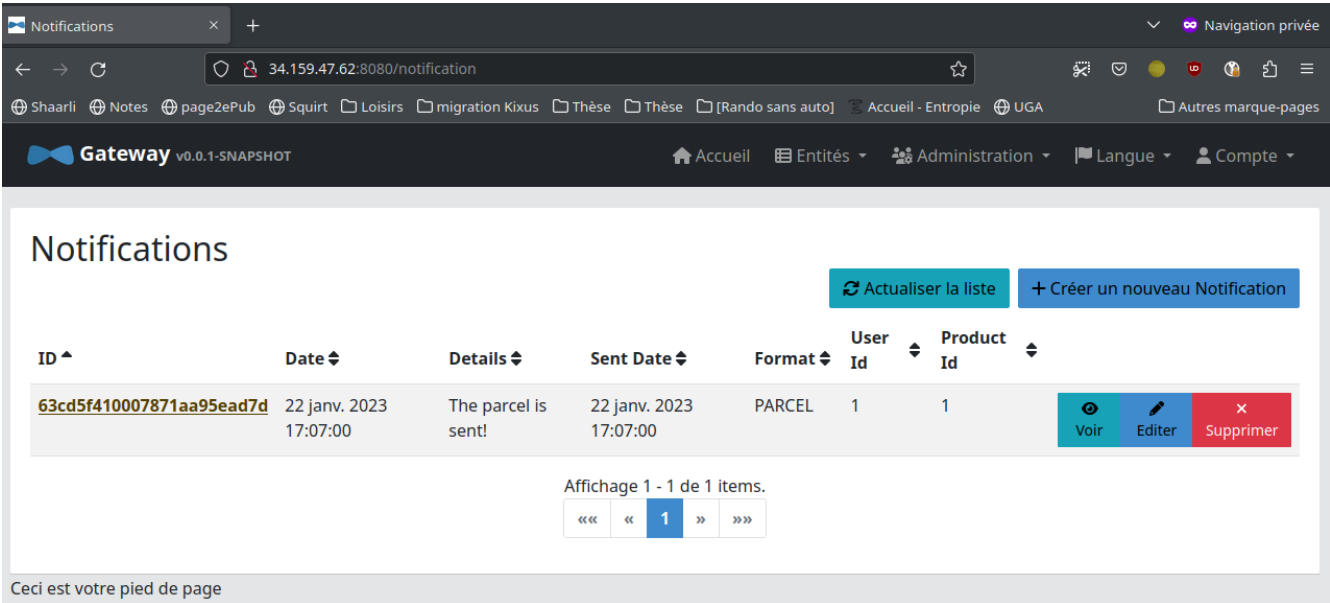 Notifications × +
Navigation privée
34.159.47.62:8080/notification
Shaarli Notes page2ePub Squirt Loisirs migration Kixus Thèse Thèse [Rando sans auto] Accueil - Entropie UGA Autres marque-pages
Gateway v0.0.1-SNAPSHOT Accueil Entités Administration Langue Compte
Notifications
Actualiser la liste + Créer un nouveau Notification
ID Date Details Sent Date Format User Id Product Id
63cd5f410007871aa95ead7d 22 janv. 2023 The parcel is 22 janv. 2023 PARCEL 1 1
17:07:00 sent! 17:07:00
Voir Editer Supprimer
Affichage 1 - 1 de 1 items.
«« « 1 » »»
Ceci est votre pied de page